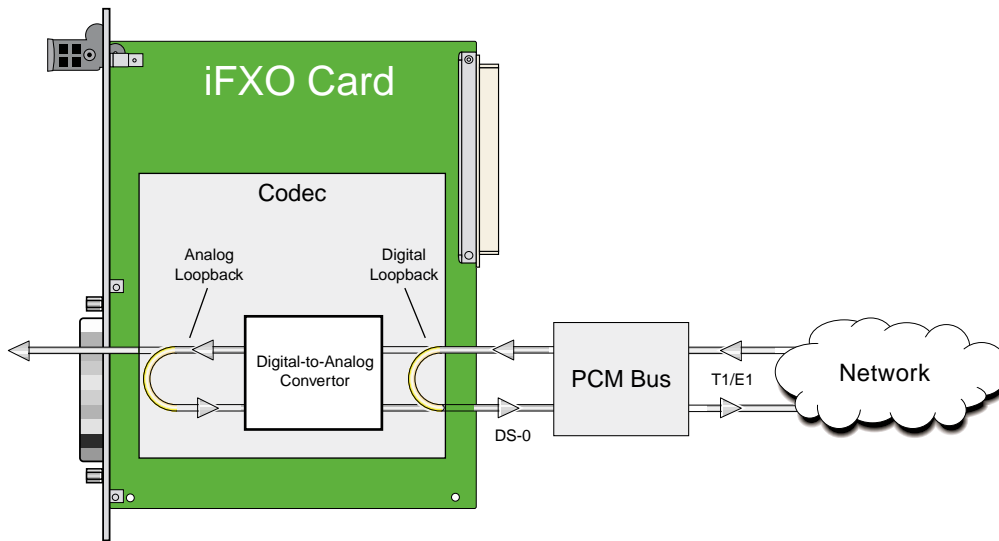 iFXO Card
Codec
Analog
Loopback
Digital
Loopback
Digital-to-Analog
Convertor
PCM Bus
T1/E1
Network
DS-0